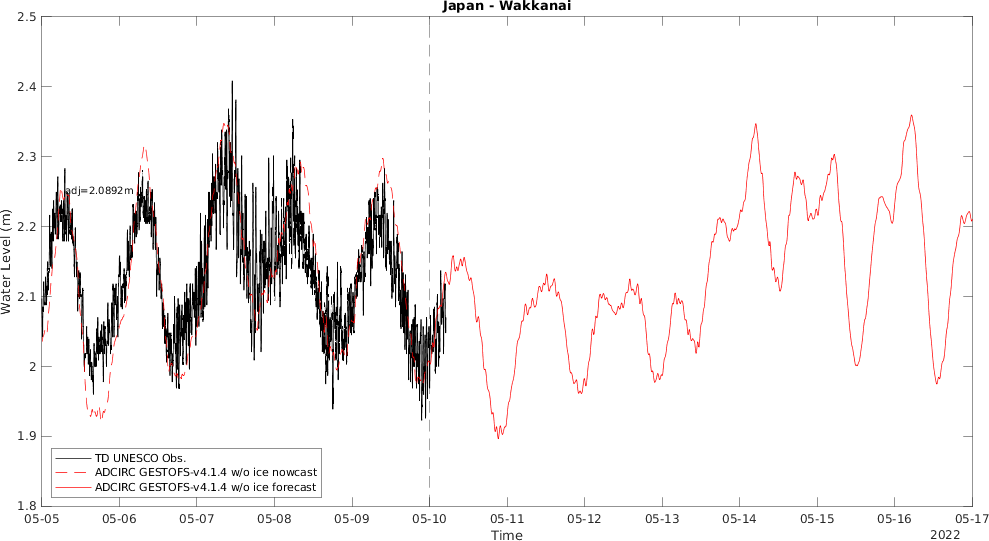 Japan - Wakkanai
2.5
2.4
2.3
2.2
2.1
2
1.9
1.8
Water Level (m)
adj=2.0892m
TD UNESCO Obs.
ADCIRC GESTOFS-v4.1.4 w/o ice nowcast
ADCIRC GESTOFS-v4.1.4 w/o ice forecast
05-05 05-06 05-07 05-08 05-09 05-10 05-11 05-12 05-13 05-14 05-15 05-16 05-17
Time
2022